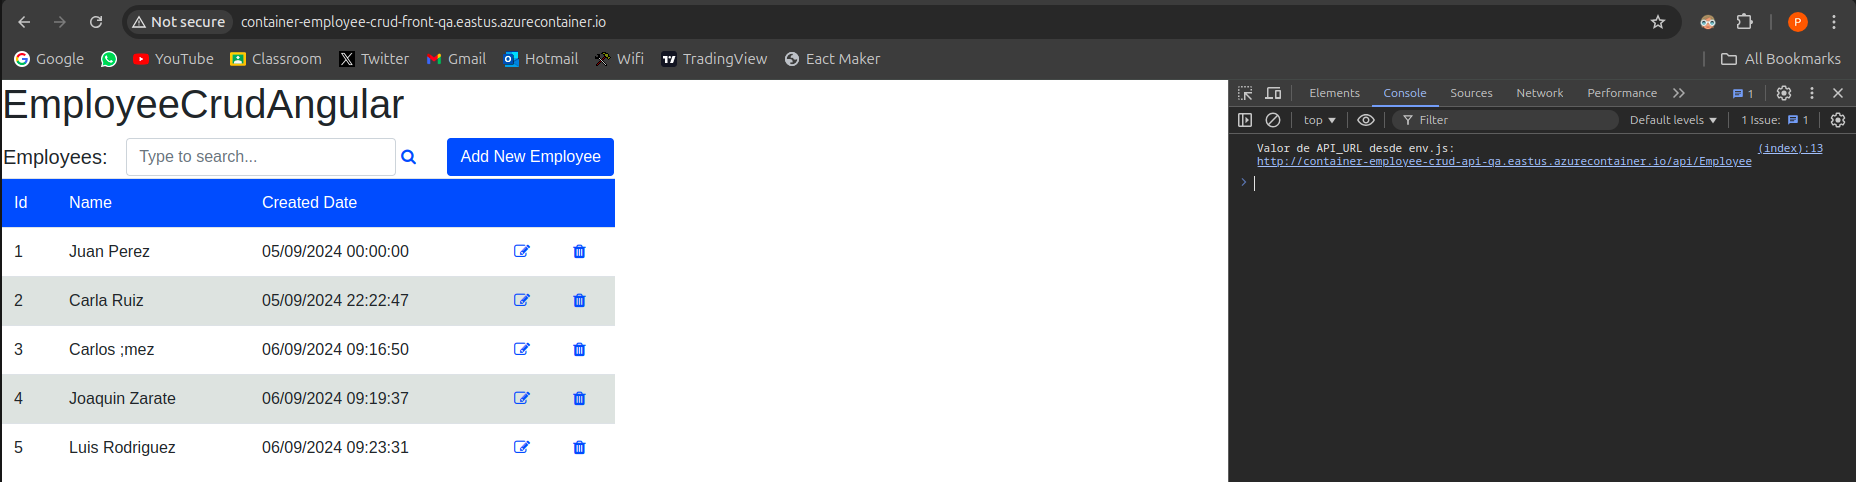 Not secure container-employee-crud-front-qa.eastus.azurecontainer.io P
Google YouTube Classroom Twitter Gmail Hotmail Wifi TradingView Eact Maker All Bookmarks
EmployeeCrudAngular
Employees: Type to search... Add New Employee
Id Name Created Date
1 Juan Perez 05/09/2024 00:00:00
2 Carla Ruiz 05/09/2024 22:22:47
3 Carlos ;mez 06/09/2024 09:16:50
4 Joaquin Zarate 06/09/2024 09:19:37
5 Luis Rodriguez 06/09/2024 09:23:31
Elements Console Sources Network Performance 1
top Filter Default levels 1 Issue: 1
Valor de API_URL desde env.js: (index):13
http://container-employee-crud-api-qa.eastus.azurecontainer.io/api/Employee